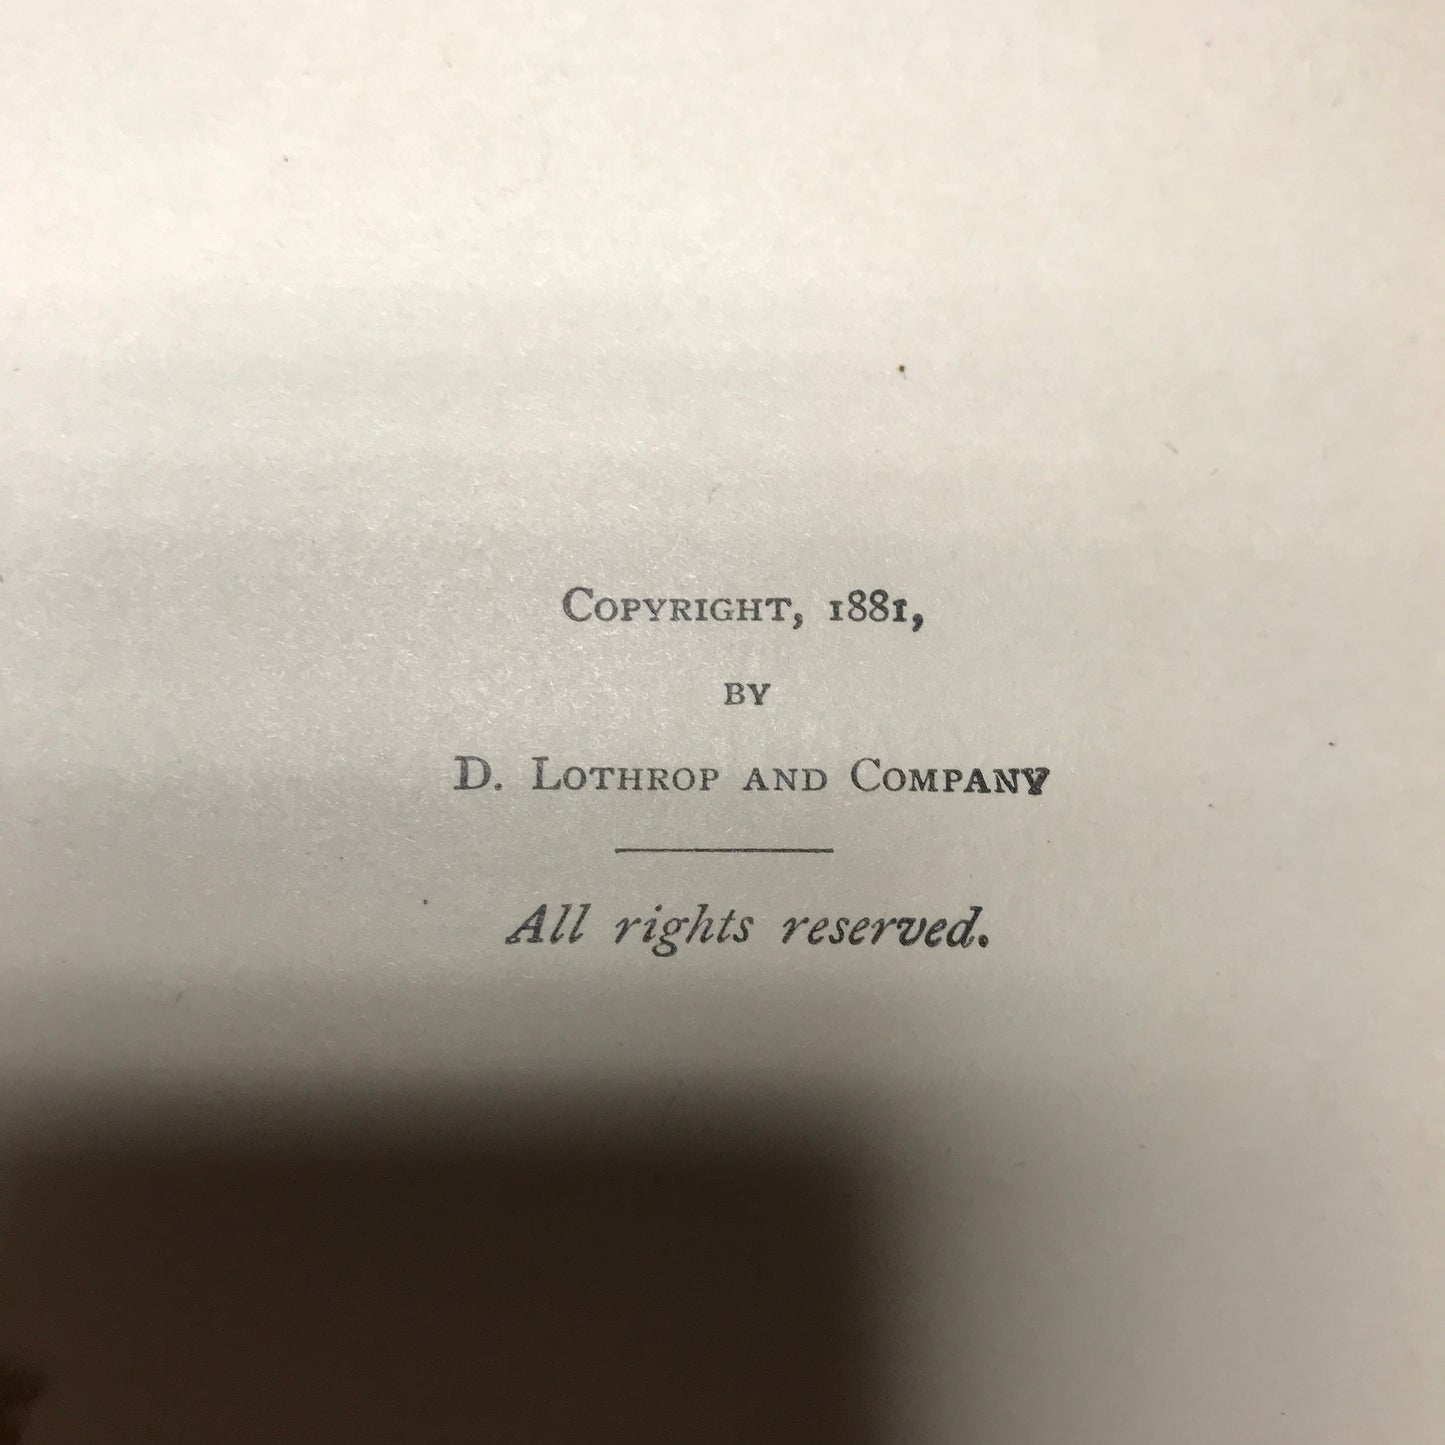 Copyright, 1881,
by
D. Lothrop and Company
All rights reserved.